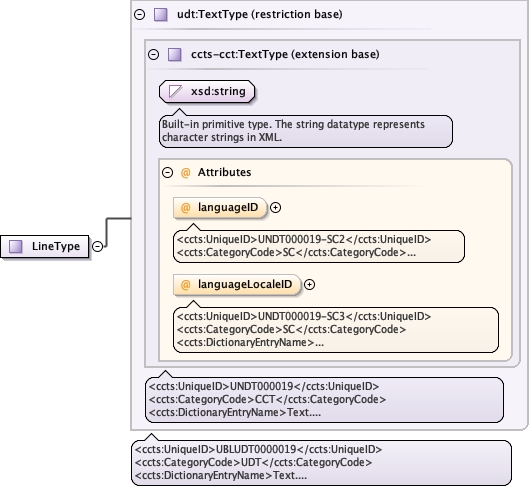 udt:TextType (restriction base)
ccts-cct:TextType (extension base)
xsd:string
Built-in primitive type. The string datatype represents
character strings in XML.
@ Attributes
@ languageID
<ccts:UniqueID>UNDT000019-SC2</ccts:UniqueID>
<ccts:CategoryCode>SC</ccts:CategoryCode>...
LineType
@ languageLocaleID
<ccts:UniqueID>UNDT000019-SC3</ccts:UniqueID>
<ccts:CategoryCode>SC</ccts:CategoryCode>
<ccts:DictionaryEntryName>...
<ccts:UniqueID>UNDT000019</ccts:UniqueID>
<ccts:CategoryCode>CCT</ccts:CategoryCode>
<ccts:DictionaryEntryName>Text....
<ccts:UniqueID>UBLUDT0000019</ccts:UniqueID>
<ccts:CategoryCode>UDT</ccts:CategoryCode>
<ccts:DictionaryEntryName>Text....